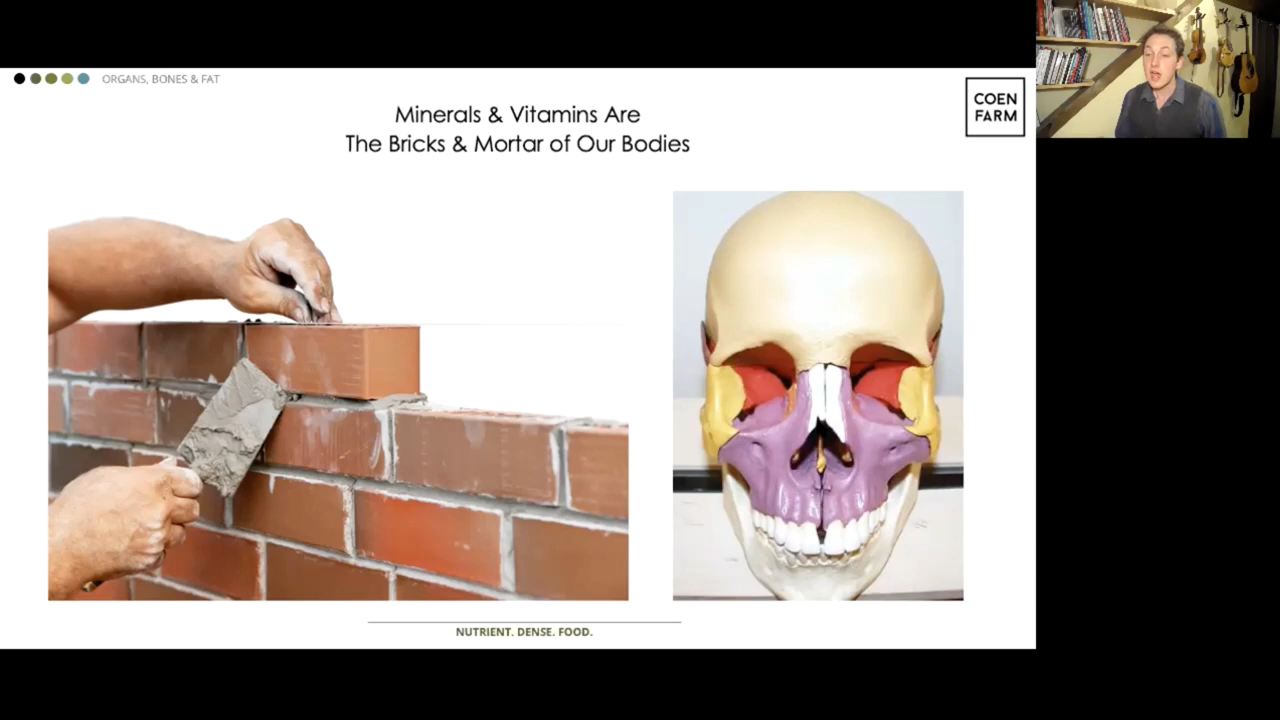 ORGANS, BONES & FAT
COEN
FARM
Minerals & Vitamins Are
The Bricks & Mortar of Our Bodies
NUTRIENT. DENSE. FOOD.